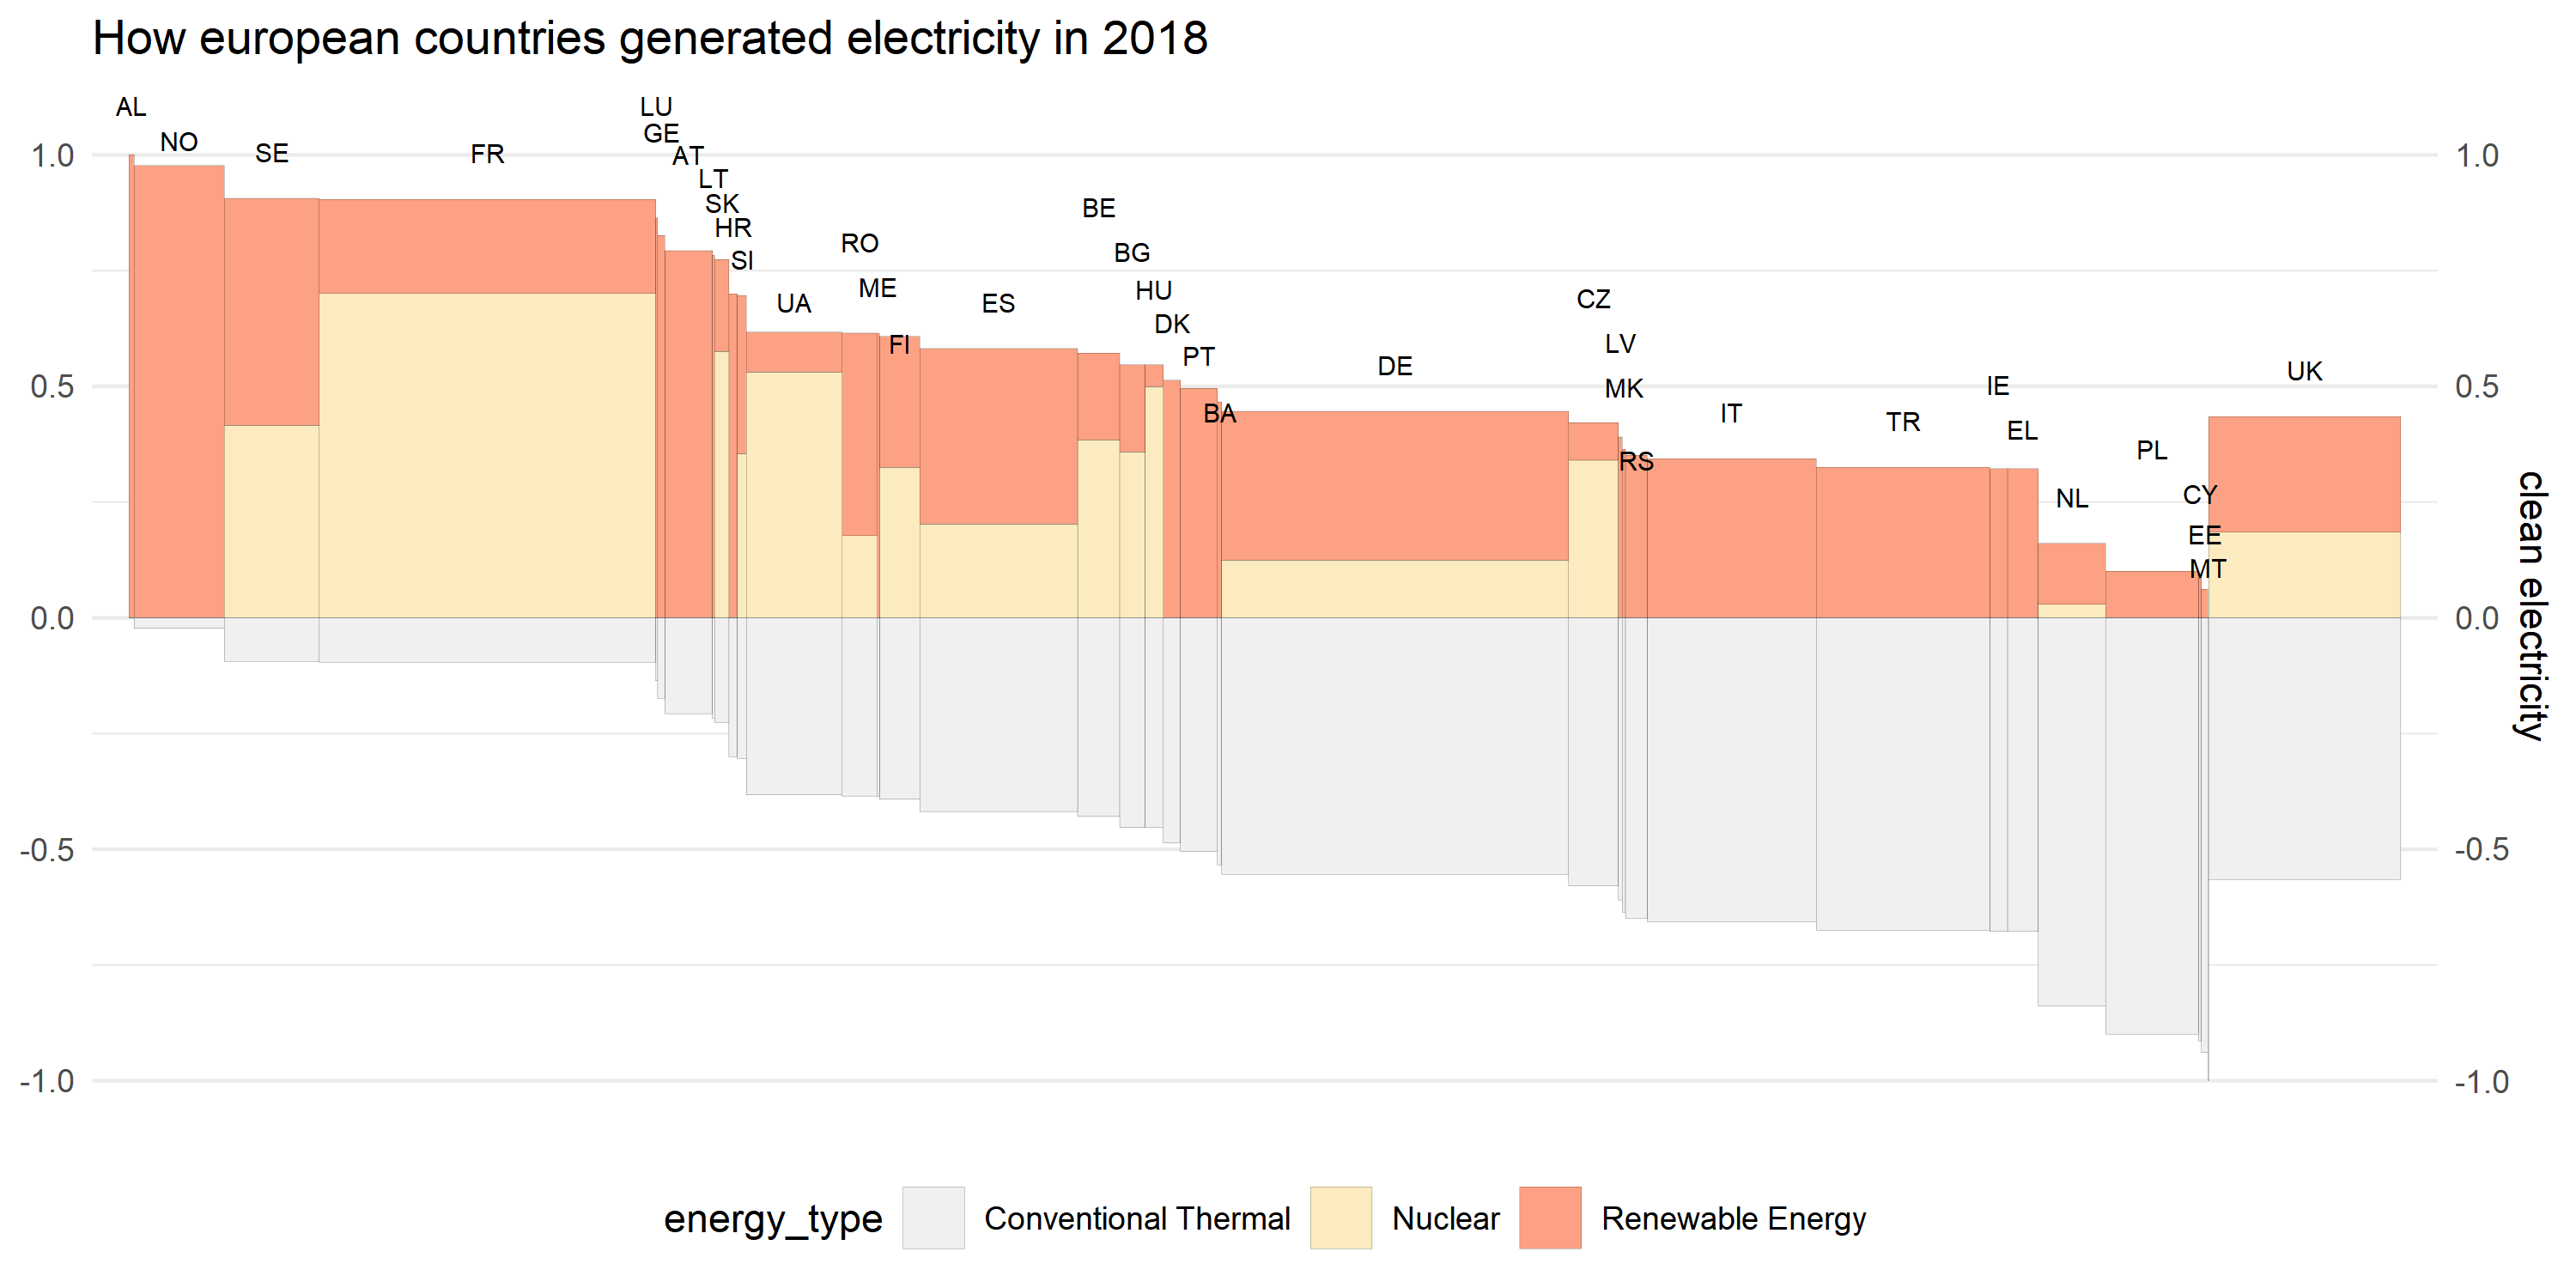 How european countries generated electricity in 2018
AL
NO
SE
FR
LU
GE
AT
LT
SK
HR
SI
UA
RO
ME
FI
ES
BE
BG
HU
DK
PT
BA
DE
CZ
LV
MK
RS
IT
TR
IE
EL
NL
PL
CY
EE
MT
UK
1.0
0.5
0.0
-0.5
-1.0
1.0
0.5
0.0
-0.5
-1.0
clean electricity
energy_type
Conventional Thermal
Nuclear
Renewable Energy